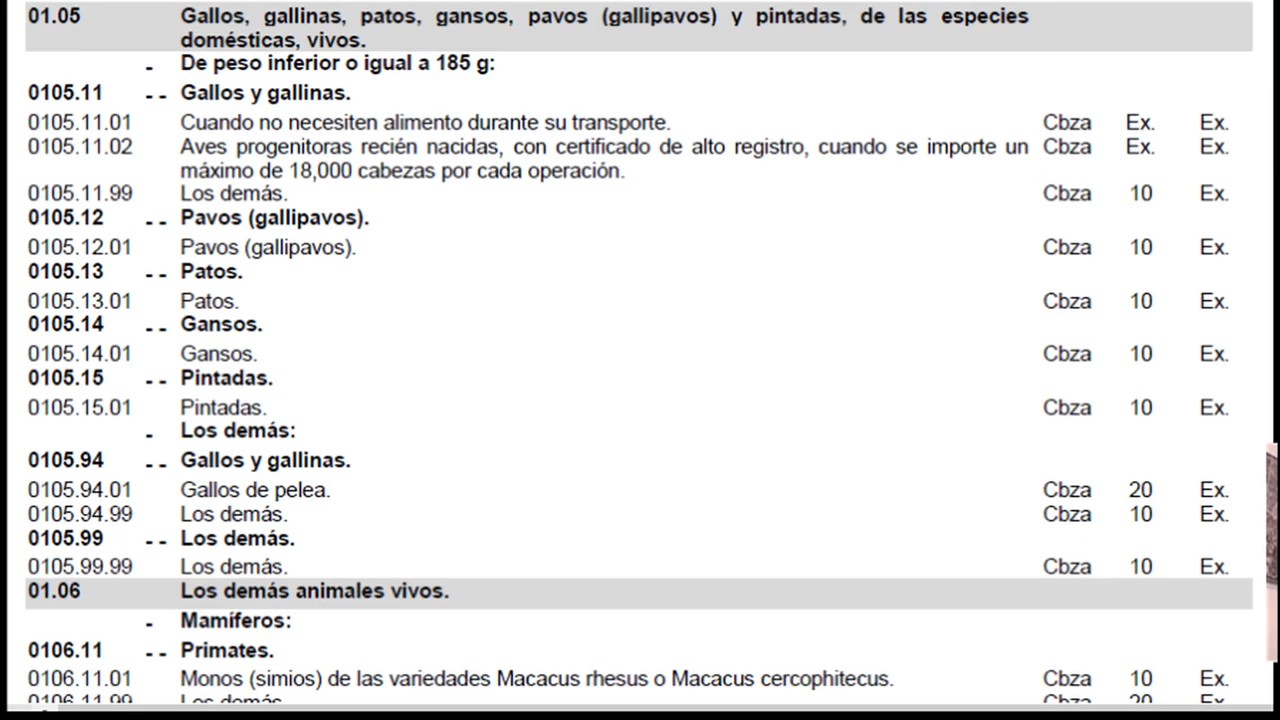 01.05 Gallos, gallinas, patos, gansos, pavos (gallipavos) y pintadas, de las especies
domésticas, vivos.
- De peso inferior o igual a 185 g:
0105.11 - - Gallos y gallinas.
0105.11.01 Cuando no necesiten alimento durante su transporte. Cbza Ex. Ex.
0105.11.02 Aves progenitoras recién nacidas, con certificado de alto registro, cuando se importe un Cbza Ex. Ex.
máximo de 18,000 cabezas por cada operación.
0105.11.99 Los demás. Cbza 10 Ex.
0105.12 - - Pavos (gallipavos).
0105.12.01 Pavos (gallipavos). Cbza 10 Ex.
0105.13 - - Patos.
0105.13.01 Patos. Cbza 10 Ex.
0105.14 - - Gansos.
0105.14.01 Gansos. Cbza 10 Ex.
0105.15 - - Pintadas.
0105.15.01 Pintadas. Cbza 10 Ex.
- Los demás:
0105.94 - - Gallos y gallinas.
0105.94.01 Gallos de pelea. Cbza 20 Ex.
0105.94.99 Los demás. Cbza 10 Ex.
0105.99 - - Los demás.
0105.99.99 Los demás. Cbza 10 Ex.
01.06 Los demás animales vivos.
- Mamíferos:
0106.11 - - Primates.
0106.11.01 Monos (simios) de las variedades Macacus rhesus o Macacus cercophitecus. Cbza 10 Ex.
0106.11.99 Los demás. Cbza 20 Ex.